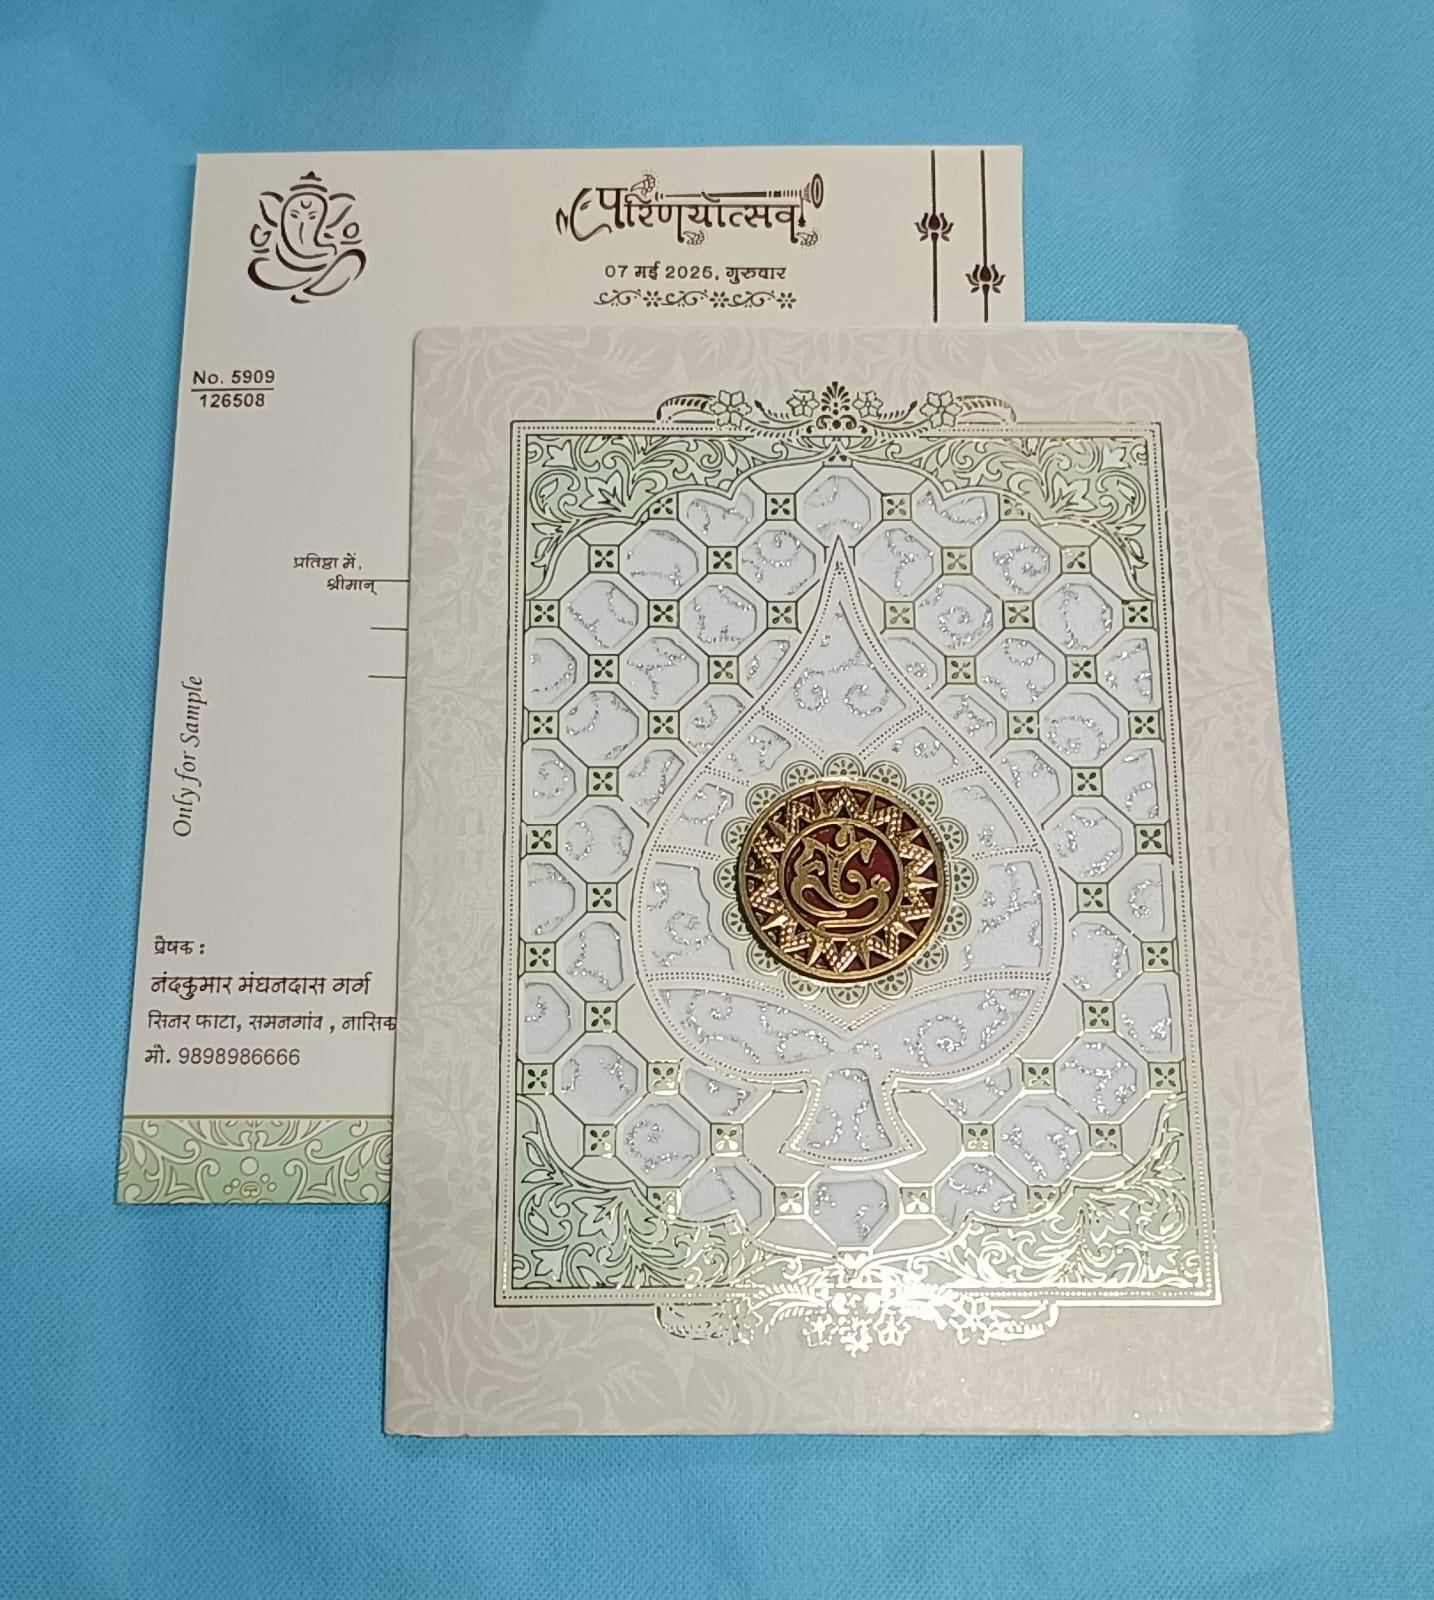 परिणयोत्सव
07 मई 2026, गुरुवार
No. 5909
126508
प्रतिष्ठा में,
श्रीमान्
Only for Sample
प्रेषक :
नंदकुमार मंघनदास गर्ग
सिनर फाटा, समनगांव , नासिक
मो. 9898986666